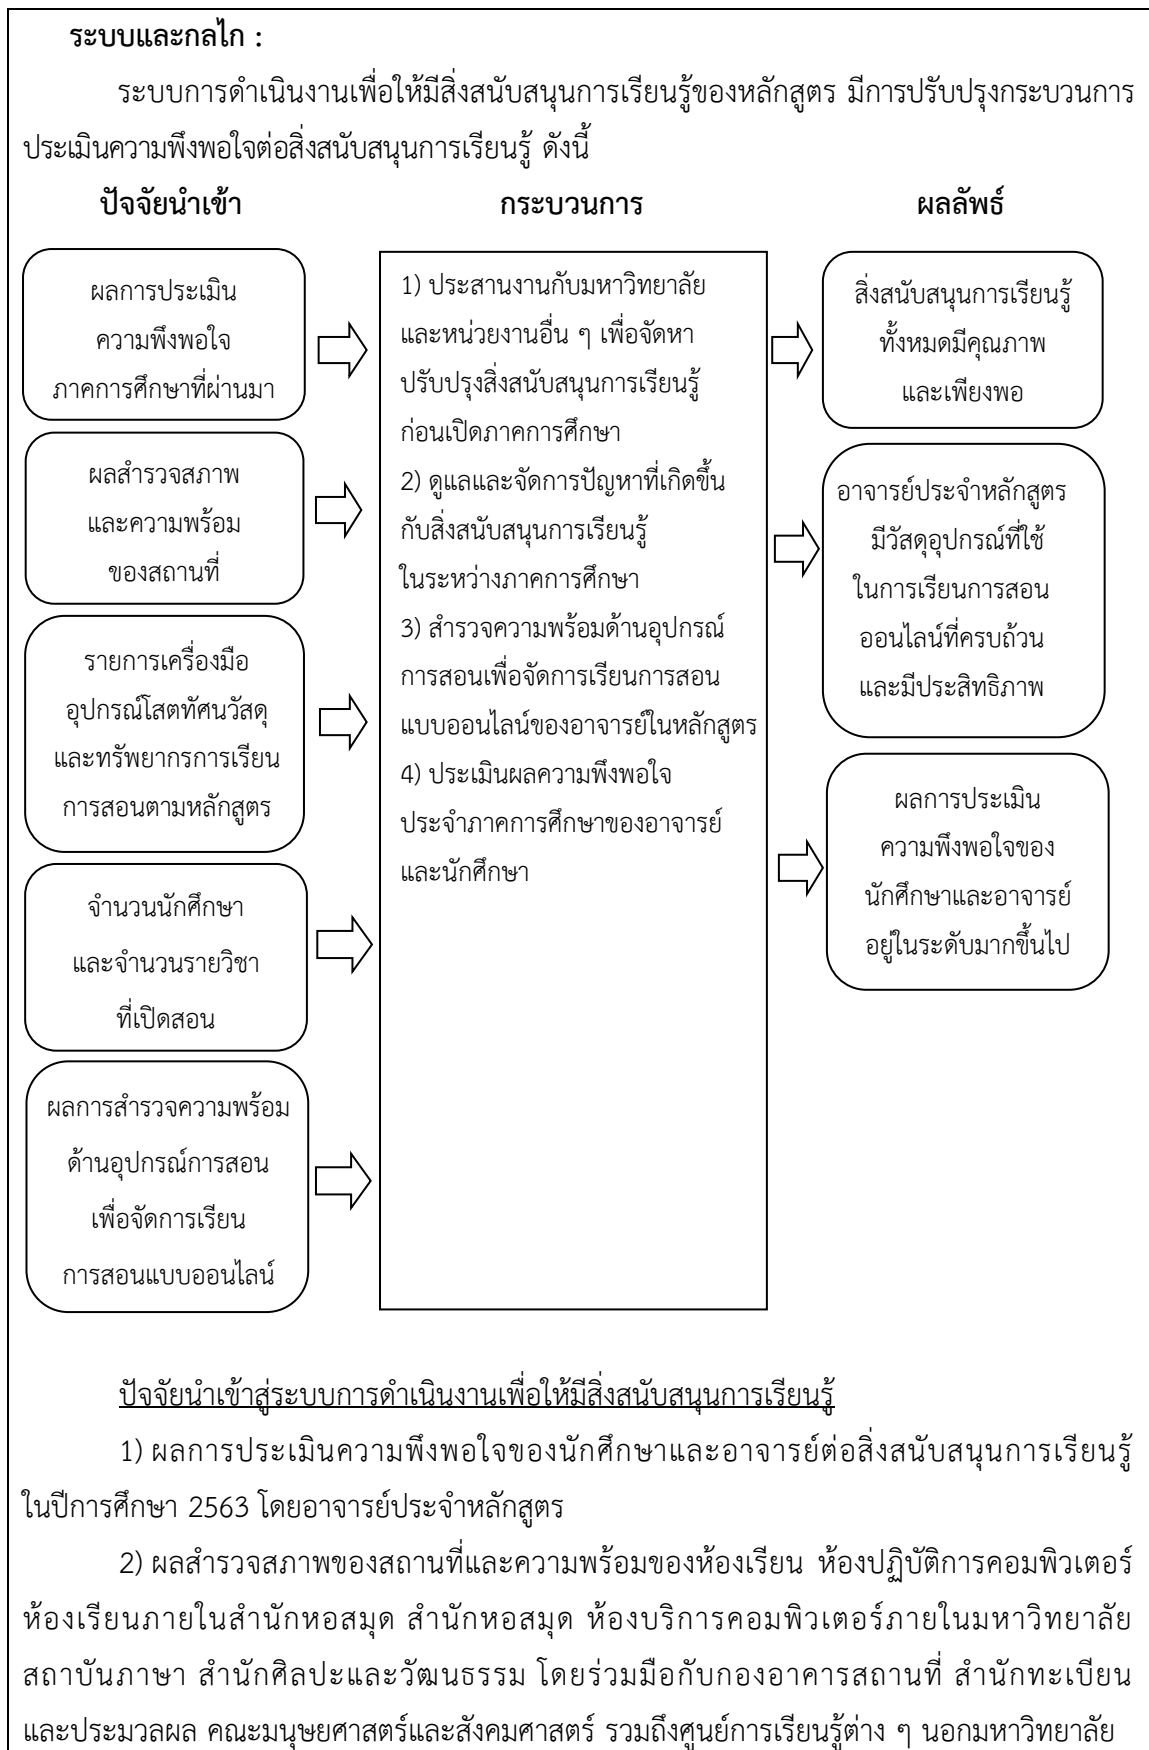 ระบบและกลไก :
ระบบการดำเนินงานเพื่อให้มีสิ่งสนับสนุนการเรียนรู้ของหลักสูตร มีการปรับปรุงกระบวนการ
ประเมินความพึงพอใจต่อสิ่งสนับสนุนการเรียนรู้ ดังนี้
ปัจจัยนำเข้า
ผลการประเมิน
ความพึงพอใจ
ภาคการศึกษาที่ผ่านมา
ผลสำรวจสภาพ
และความพร้อม
ของสถานที่
รายการเครื่องมือ
อุปกรณ์โสตทัศนวัสดุ
และทรัพยากรการเรียน
การสอนตามหลักสูตร
จำนวนนักศึกษา
และจำนวนรายวิชา
ที่เปิดสอน
ผลการสำรวจความพร้อม
ด้านอุปกรณ์การสอน
เพื่อจัดการเรียน
การสอนแบบออนไลน์
กระบวนการ
1) ประสานงานกับมหาวิทยาลัย
และหน่วยงานอื่น ๆ เพื่อจัดหา
ปรับปรุงสิ่งสนับสนุนการเรียนรู้
ก่อนเปิดภาคการศึกษา
2) ดูแลและจัดการปัญหาที่เกิดขึ้น
กับสิ่งสนับสนุนการเรียนรู้
ในระหว่างภาคการศึกษา
3) สำรวจความพร้อมด้านอุปกรณ์
การสอนเพื่อจัดการเรียนการสอน
แบบออนไลน์ของอาจารย์ในหลักสูตร
4) ประเมินผลความพึงพอใจ
ประจำภาคการศึกษาของอาจารย์
และนักศึกษา
ผลลัพธ์
สิ่งสนับสนุนการเรียนรู้
ทั้งหมดมีคุณภาพ
และเพียงพอ
อาจารย์ประจำหลักสูตร
มีวัสดุอุปกรณ์ที่ใช้
ในการเรียนการสอน
ออนไลน์ที่ครบถ้วน
และมีประสิทธิภาพ
ผลการประเมิน
ความพึงพอใจของ
นักศึกษาและอาจารย์
อยู่ในระดับมากขึ้นไป
ปัจจัยนำเข้าสู่ระบบการดำเนินงานเพื่อให้มีสิ่งสนับสนุนการเรียนรู้
1) ผลการประเมินความพึงพอใจของนักศึกษาและอาจารย์ต่อสิ่งสนับสนุนการเรียนรู้
ในปีการศึกษา 2563 โดยอาจารย์ประจำหลักสูตร
2) ผลสำรวจสภาพของสถานที่และความพร้อมของห้องเรียน ห้องปฏิบัติการคอมพิวเตอร์
ห้องเรียนภายในสำนักหอสมุด สำนักหอสมุด ห้องบริการคอมพิวเตอร์ภายในมหาวิทยาลัย
สถาบันภาษา สำนักศิลปะและวัฒนธรรม โดยร่วมมือกับกองอาคารสถานที่ สำนักทะเบียน
และประมวลผล คณะมนุษยศาสตร์และสังคมศาสตร์ รวมถึงศูนย์การเรียนรู้ต่าง ๆ นอกมหาวิทยาลัย